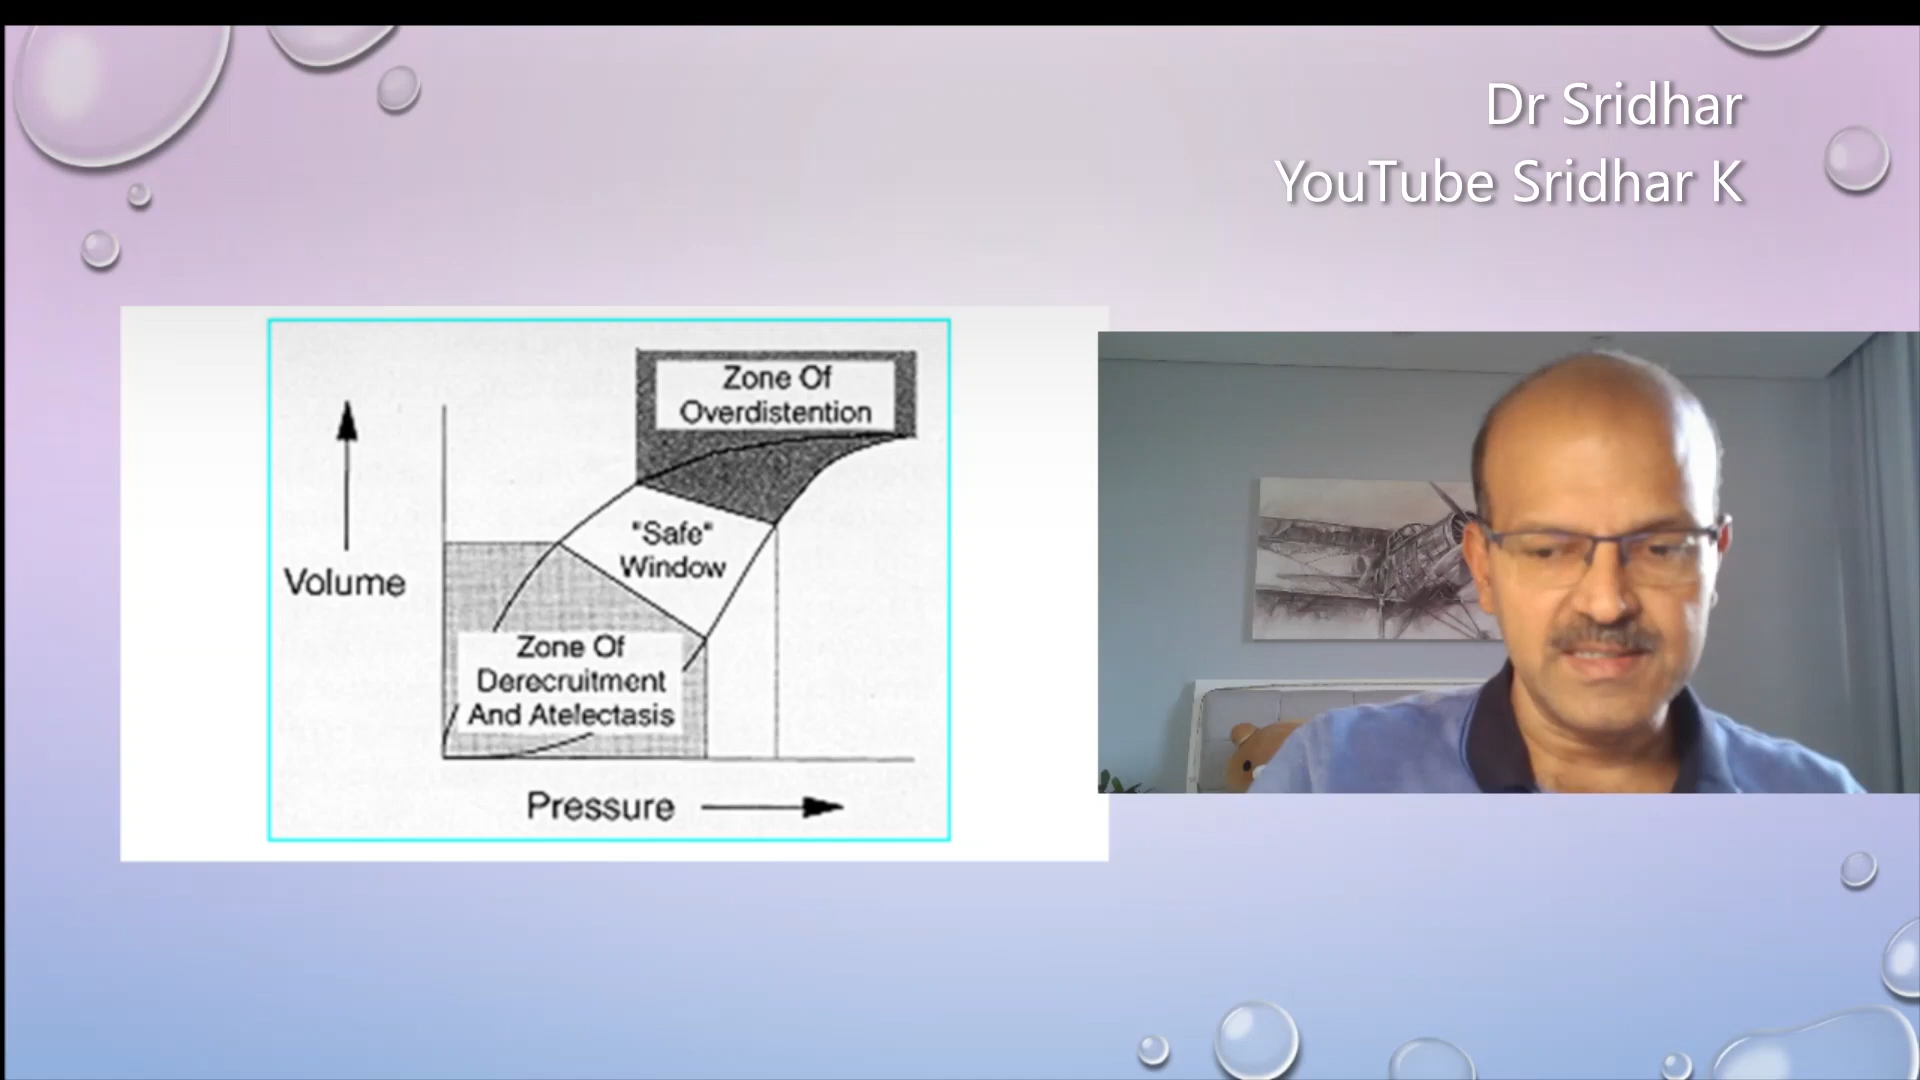 Dr Sridhar
YouTube Sridhar K
Zone Of
Overdistention
"Safe"
Window
Volume
Zone Of
Derecruitment
And Atelectasis
Pressure